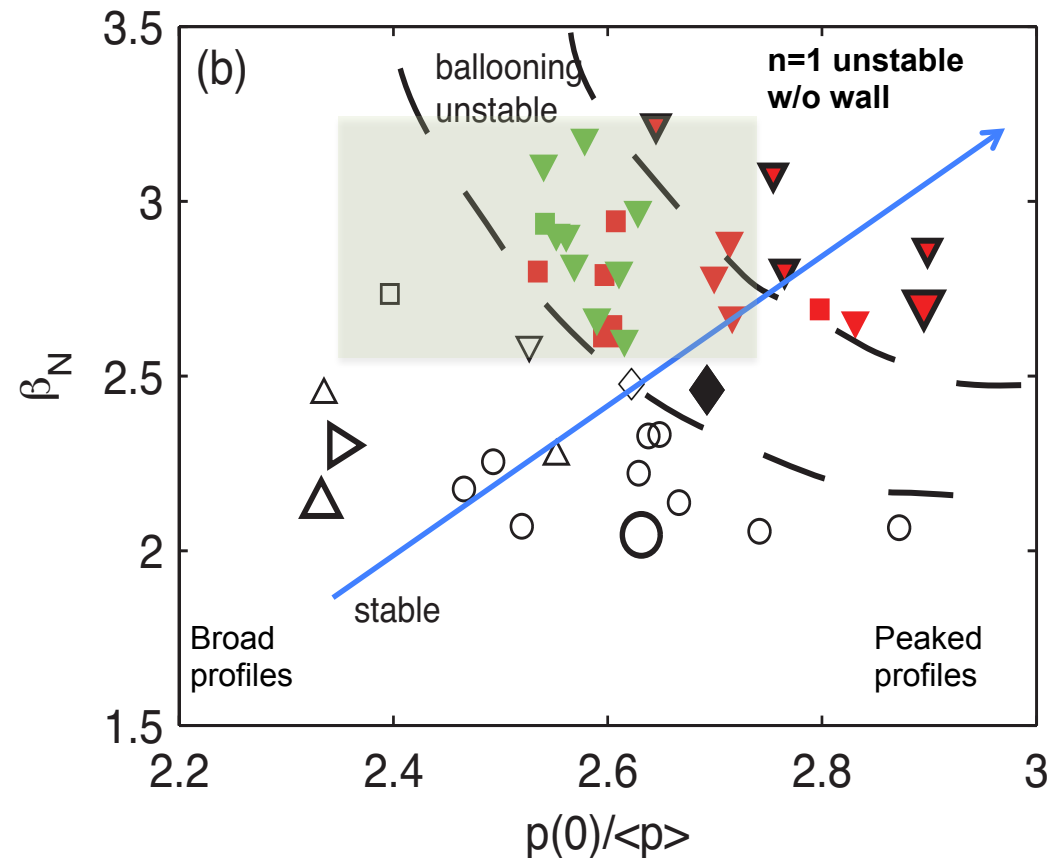 (b)
ballooning
unstable
n=1 unstable
w/o wall
3.5
3
2.5
2
1.5
βN
stable
Broad
profiles
Peaked
profiles
2.2 2.4 2.6 2.8 3
p(0)/<p>